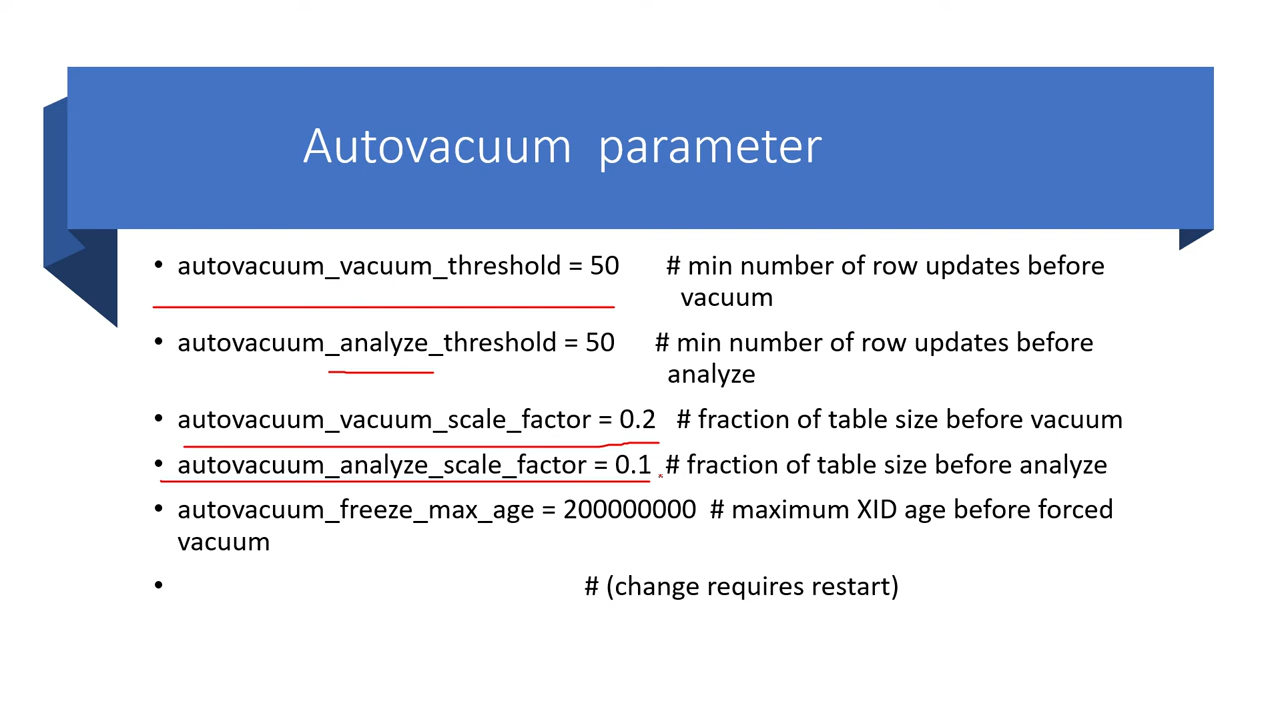 Autovacuum parameter
• autovacuum_vacuum_threshold = 50 # min number of row updates before
vacuum
• autovacuum_analyze_threshold = 50 # min number of row updates before
analyze
• autovacuum_vacuum_scale_factor = 0.2 # fraction of table size before vacuum
• autovacuum_analyze_scale_factor = 0.1 # fraction of table size before analyze
• autovacuum_freeze_max_age = 200000000 # maximum XID age before forced
vacuum
• # (change requires restart)